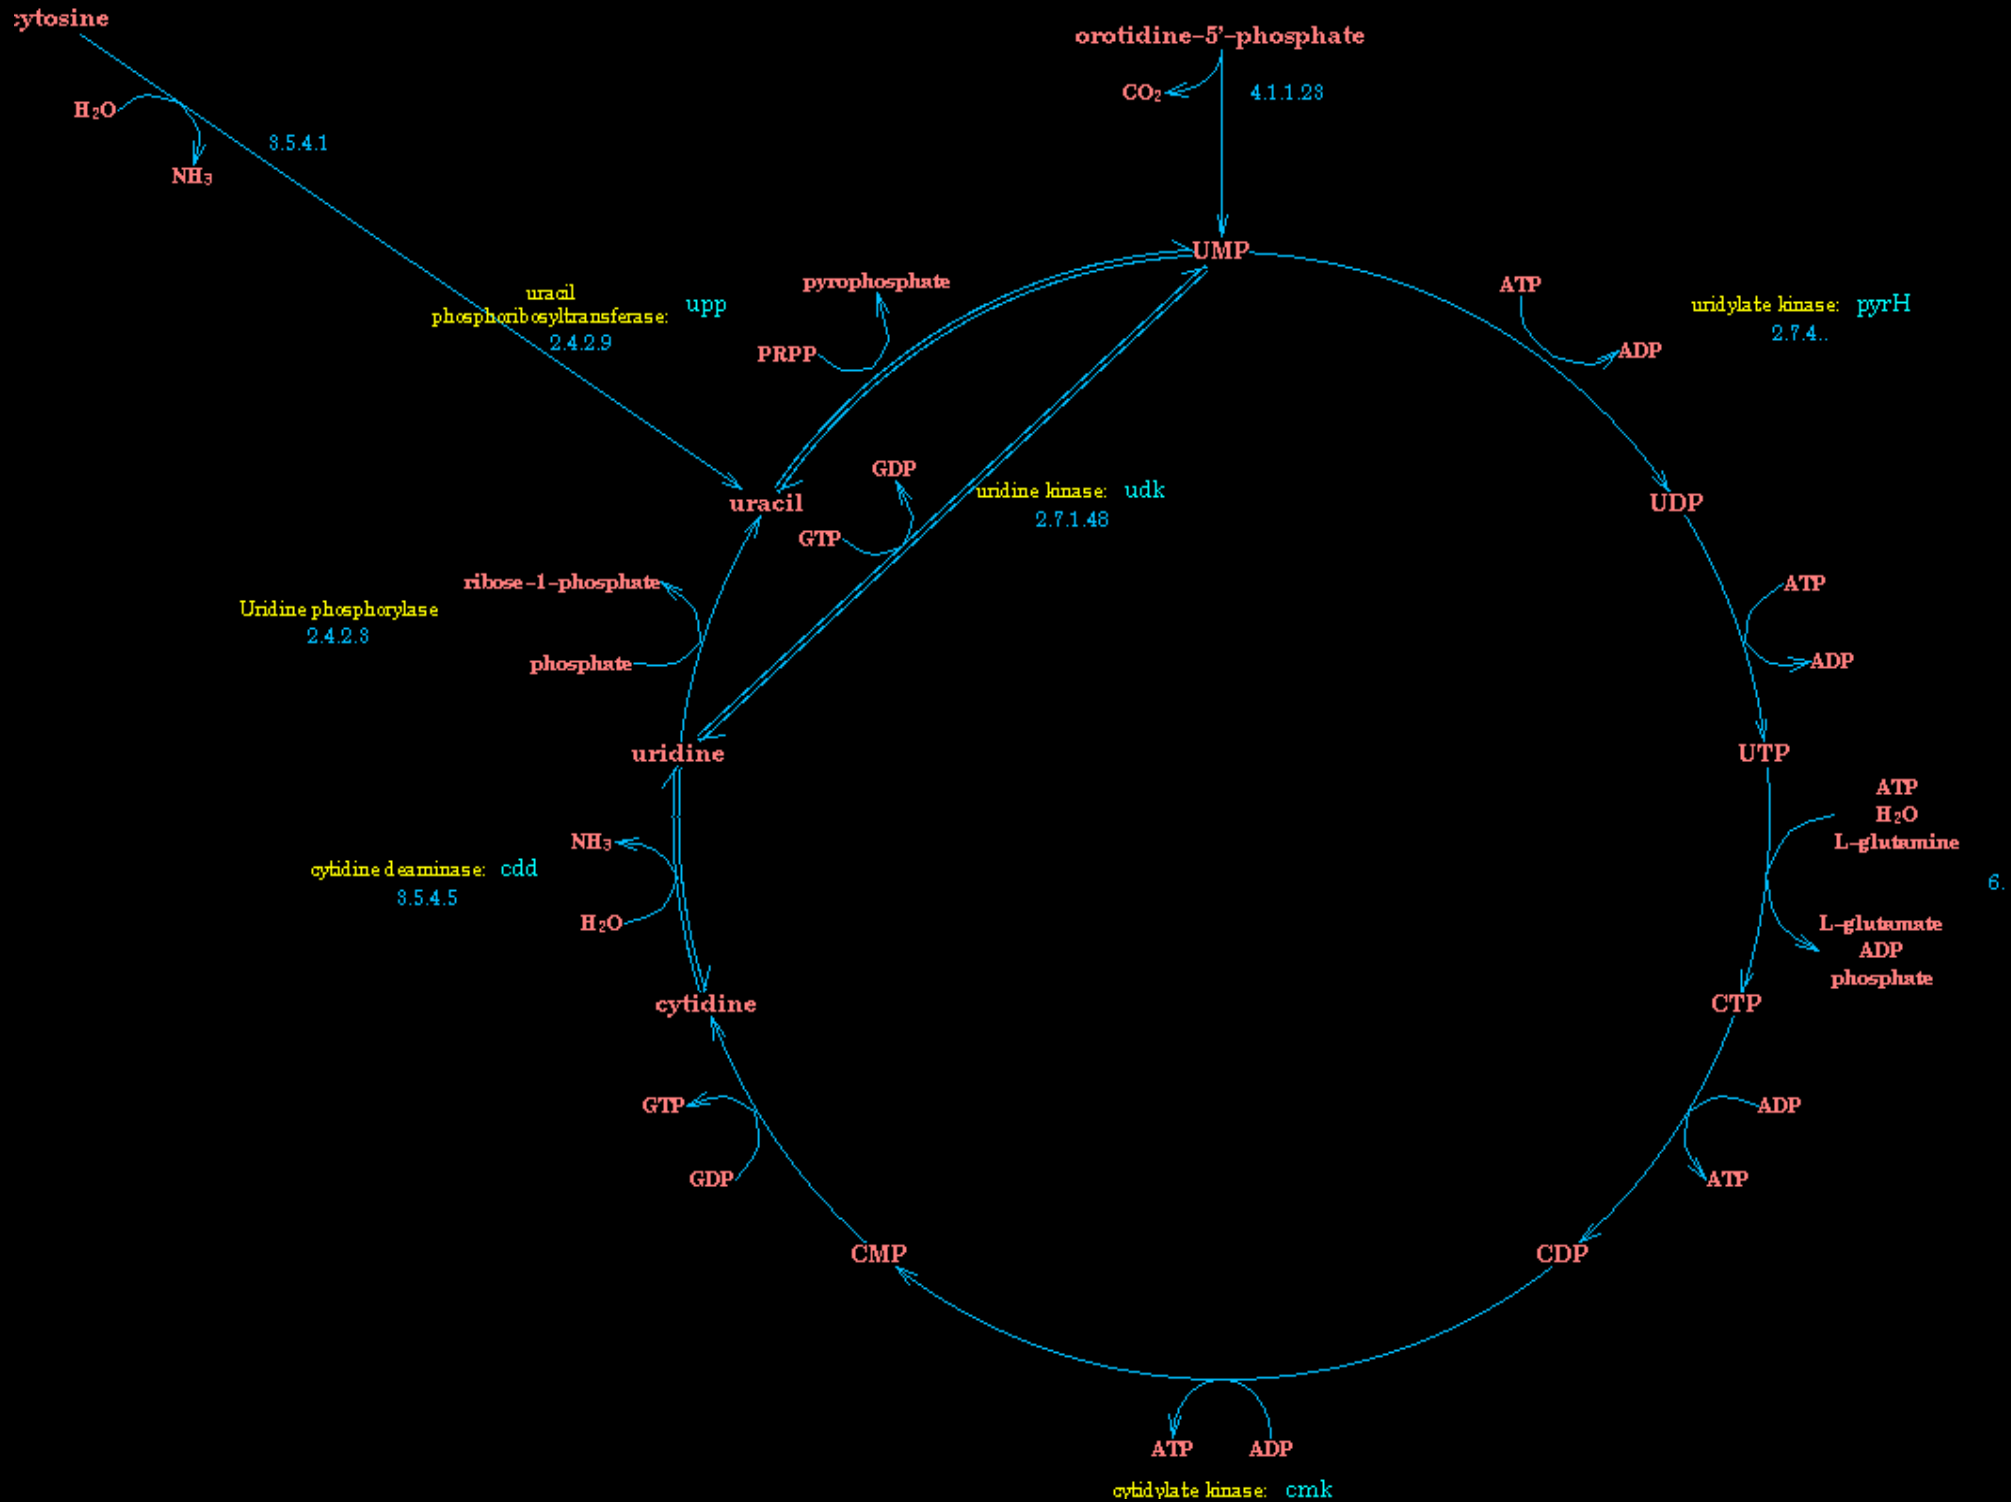 cytosine
orotidine-5'-phosphate
CO2
4.1.1.23
H2O
3.5.4.1
NH3
UMP
pyrophosphate
ATP
uracil
phosphoribosyltransferase: upp
2.4.2.9
uridylate kinase: pyrH
2.7.4..
PRPP
ADP
GDP
uridine kinase: udk
2.7.1.48
uracil
UDP
GTP
ribose-1-phosphate
ATP
Uridine phosphorylase
2.4.2.3
phosphate
ADP
uridine
UTP
ATP
H2O
L-glutamine
NH3
cytidine deaminase: cdd
3.5.4.5
6.
H2O
L-glutamate
ADP
phosphate
cytidine
CTP
GTP
ADP
GDP
ATP
CMP
CDP
ATP
ADP
cytidylate kinase: cmk